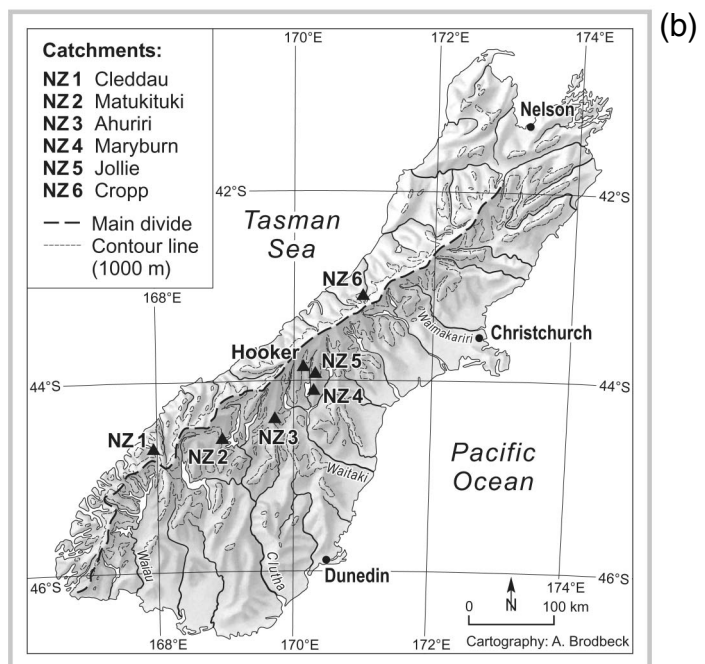 (b)
170°E
172°E
174°E
Catchments:
NZ 1 Cleddau
NZ 2 Matukituki
NZ 3 Ahuriri
NZ 4 Maryburn
NZ 5 Jollie
NZ 6 Cropp
Main divide
Contour line
(1000 m)
Nelson
42°S
42°S
Tasman
Sea
168°E
NZ 6
Waimakariri
Christchurch
Hooker
NZ 5
44°S
44°S
NZ 4
NZ 1
NZ 2
NZ 3
Pacific
Ocean
Waitaki
Waiau
Clutha
Dunedin
46°S
46°S
174°E
N
0
100 km
168°E
170°E
172°E
Cartography: A. Brodbeck